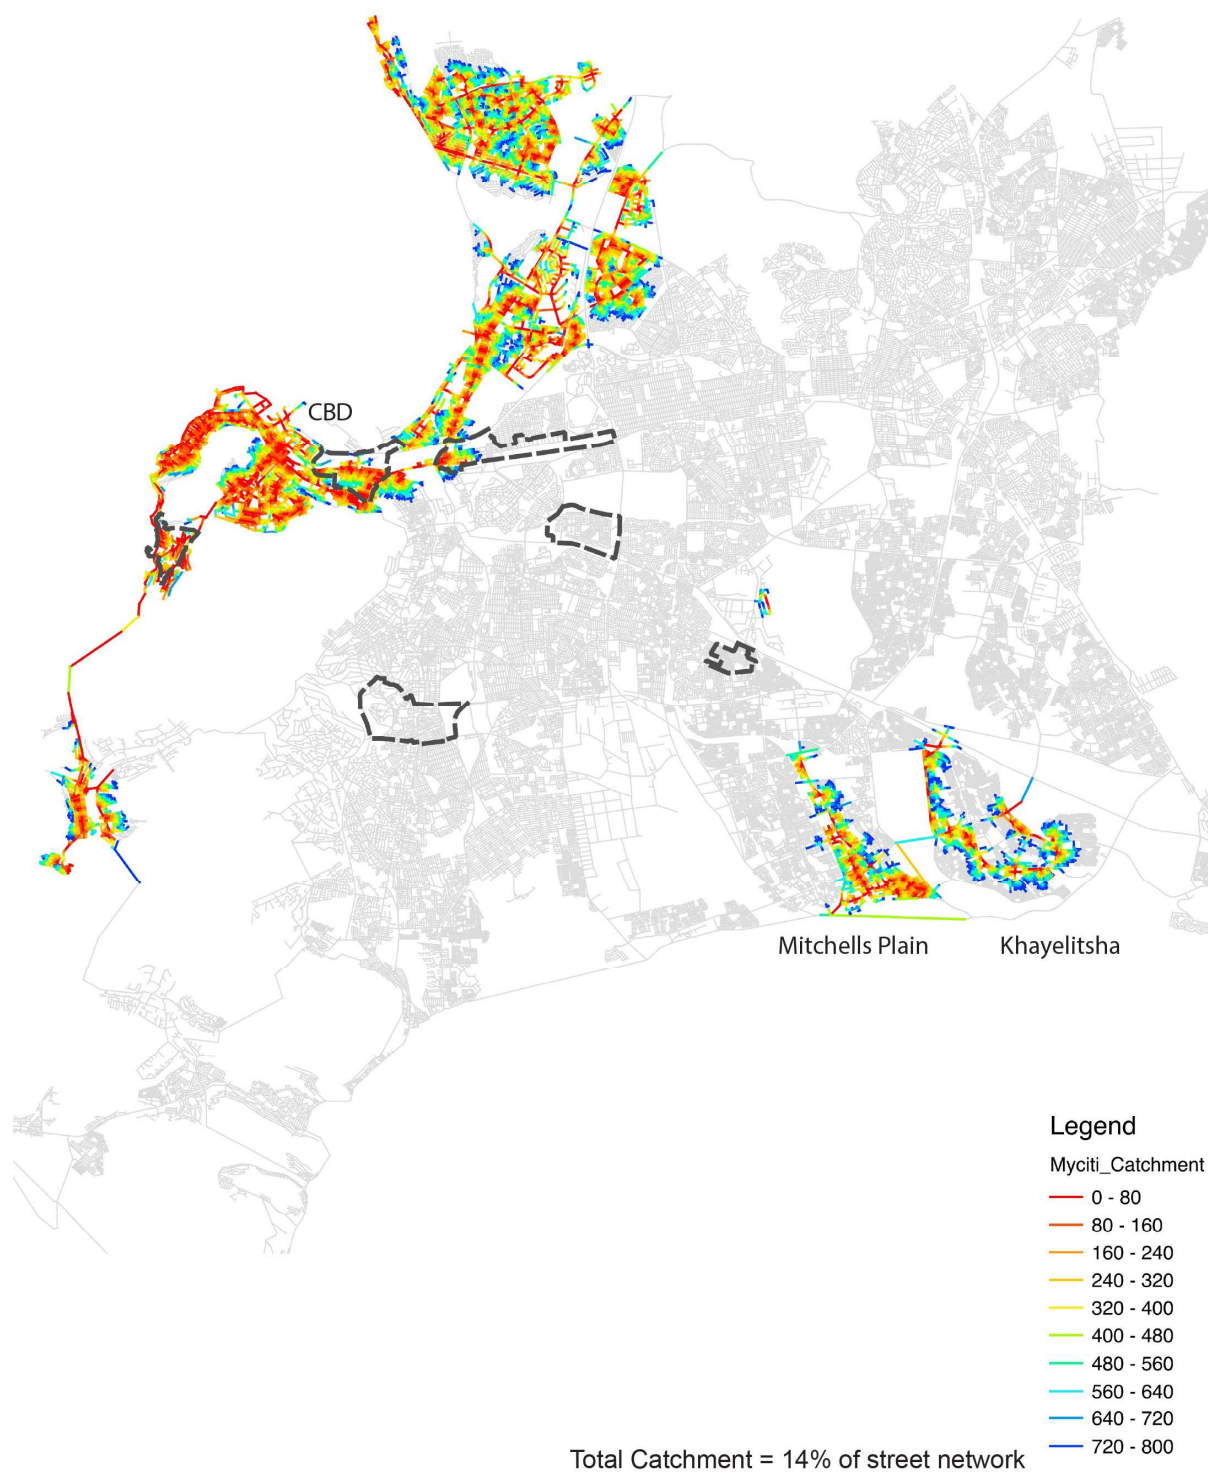 CBD
Mitchells Plain
Khayelitsha
Legend
Myciti_Catchment
0 - 80
80 - 160
160 - 240
240 - 320
320 - 400
400 - 480
480 - 560
560 - 640
640 - 720
720 - 800
Total Catchment = 14% of street network